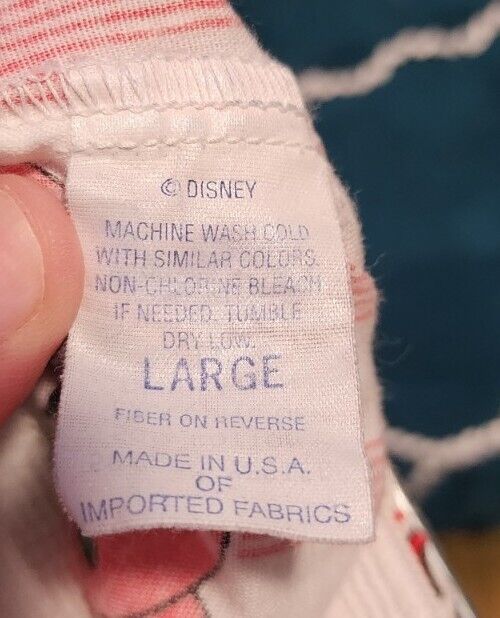 © DISNEY
MACHINE WASH COLD
WITH SIMILAR COLORS.
NON-CHLORINE BLEACH
IF NEEDED. TUMBLE
DRY LOW.
LARGE
FIBER ON REVERSE
MADE IN U.S.A.
OF
IMPORTED FABRICS